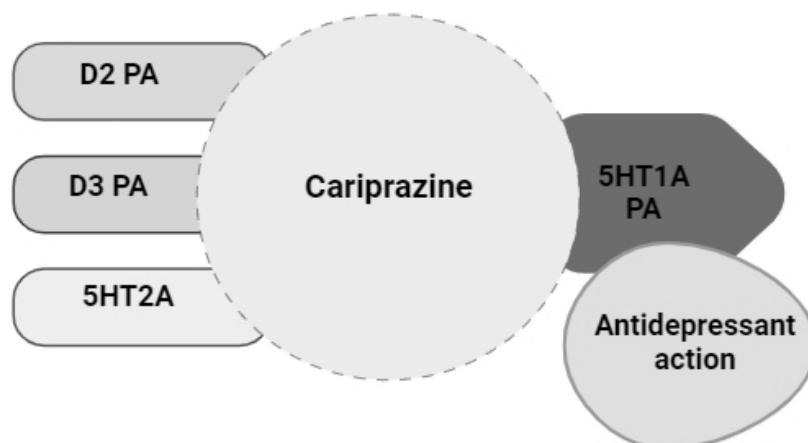 D2 PA
D3 PA
5HT2A
Cariprazine
5HT1A
PA
Antidepressant
action